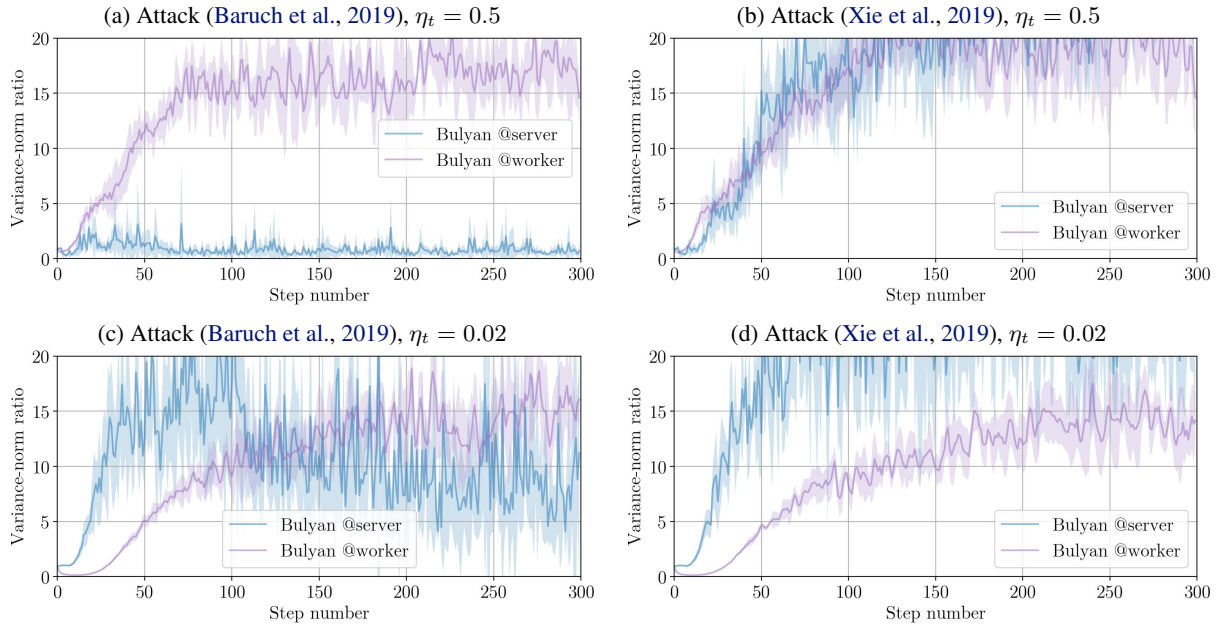 (a) Attack (Baruch et al., 2019), ηt = 0.5
20
15
10
5
0
Variance-norm ratio
Bulyan @server
Bulyan @worker
0 50 100 150 200 250 300
Step number
(b) Attack (Xie et al., 2019), ηt = 0.5
20
15
10
5
0
Variance-norm ratio
Bulyan @server
Bulyan @worker
0 50 100 150 200 250 300
Step number
(c) Attack (Baruch et al., 2019), ηt = 0.02
20
15
10
5
0
Variance-norm ratio
Bulyan @server
Bulyan @worker
0 50 100 150 200 250 300
Step number
(d) Attack (Xie et al., 2019), ηt = 0.02
20
15
10
5
0
Variance-norm ratio
Bulyan @server
Bulyan @worker
0 50 100 150 200 250 300
Step number